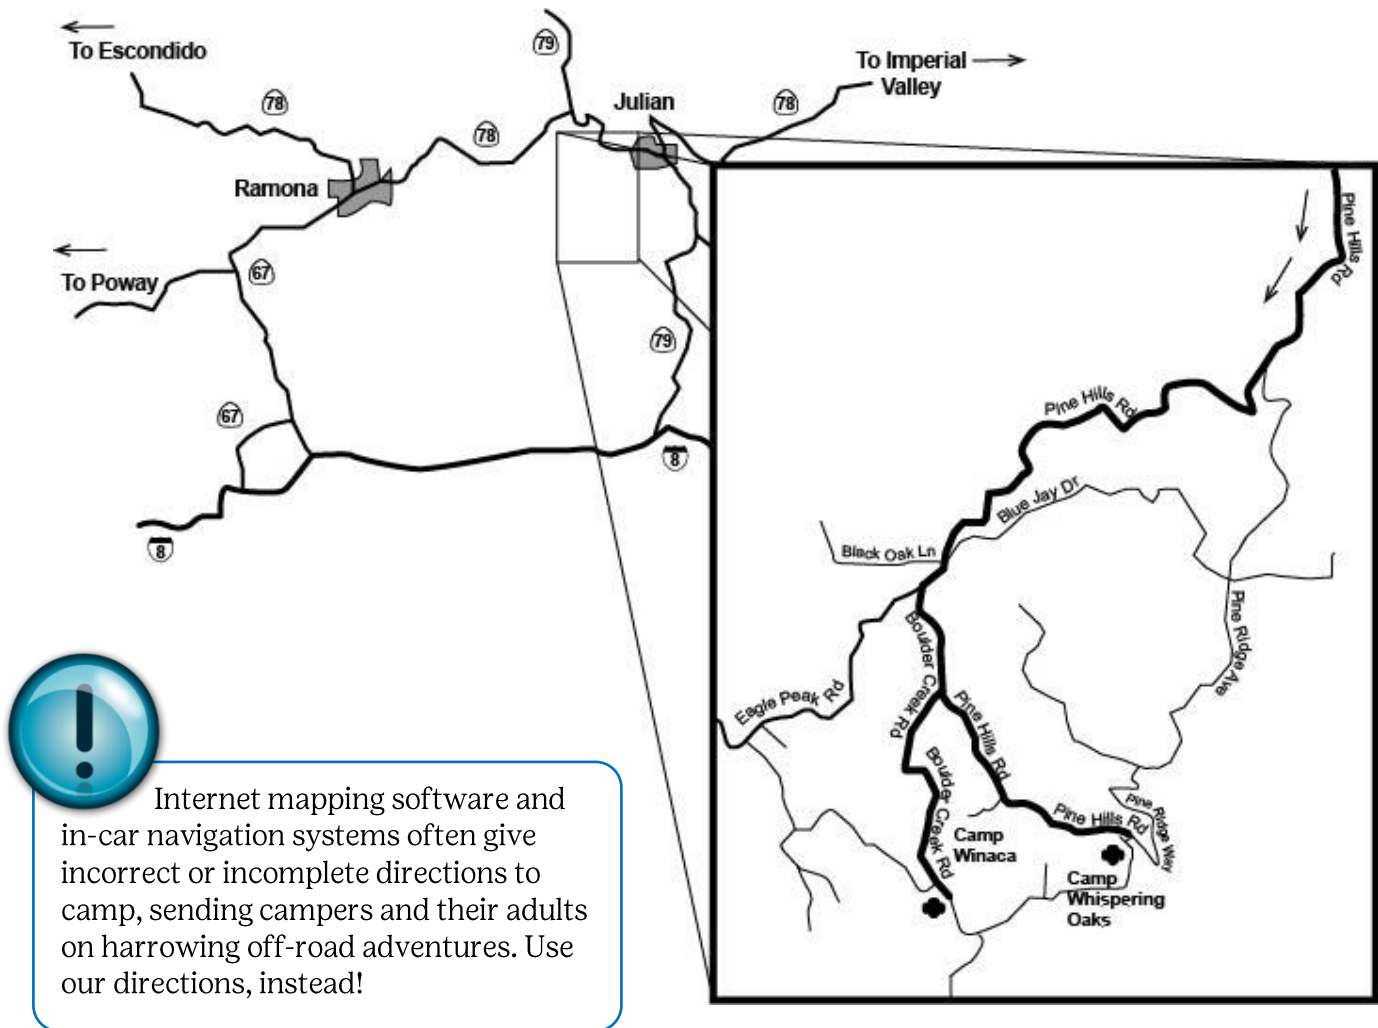 To Escondido
79
To Imperial
Valley
78
Julian
78
78
Ramona
To Poway
67
79
67
8
8
Pine Hills Rd
Pine Hills Rd
Blue Jay Dr
Black Oak Ln
Boulder Creek Rd
Pine Ridge Ave
Eagle Peak Rd
Pine Hills Rd
Boulder Creek Rd
Pine Hills Rd
Pine Ridge Way
Camp
Winaca
Camp
Whispering
Oaks
!
Internet mapping software and
in-car navigation systems often give
incorrect or incomplete directions to
camp, sending campers and their adults
on harrowing off-road adventures. Use
our directions, instead!